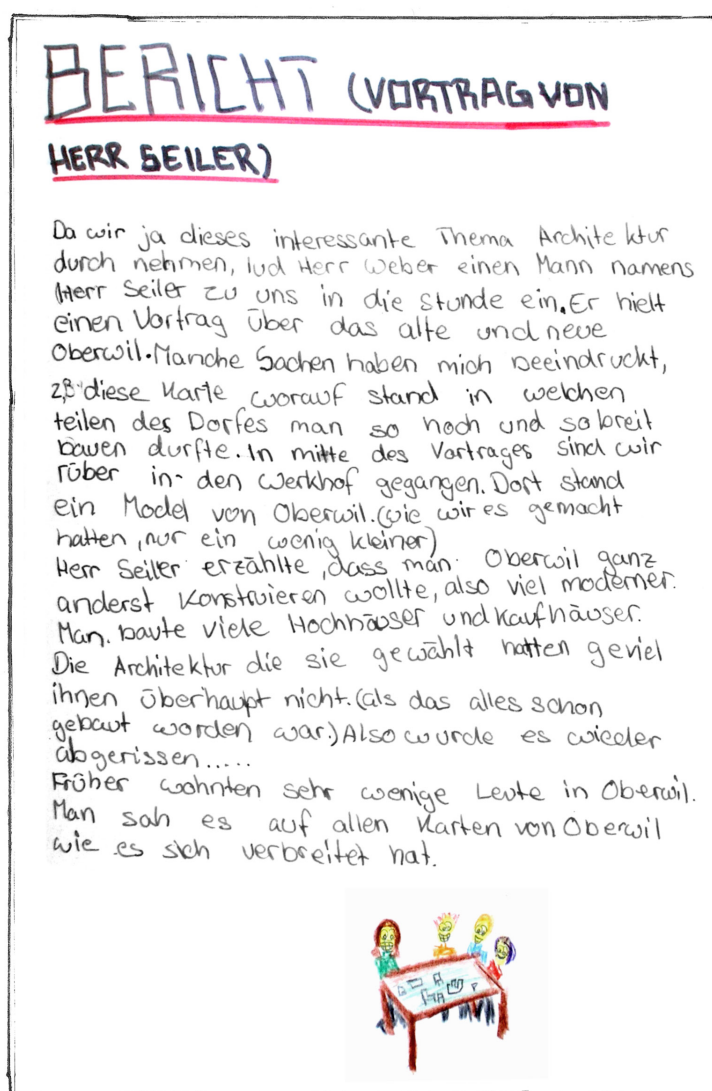 BERICHT (VORTRAG VON
HERR SEILER)
Da wir ja dieses interessante Thema Architektur
durch nehmen, lud Herr Weber einen Mann namens
Herr Seiler zu uns in die Stunde ein. Er hielt
einen Vortrag über das alte und neue
Oberwil. Manche Sachen haben mich beeindruckt,
z,B diese Karte worauf stand in welchen
teilen des Dorfes man so hoch und so breit
bauen durfte. In mitte des Vortrages sind wir
rüber in den Werkhof gegangen. Dort stand
ein Model von Oberwil. (wie wir es gemacht
hatten, nur ein wenig kleiner)
Herr Seiler erzählte, dass man Oberwil ganz
anderst konstruieren wollte, also viel moderner.
Man baute viele Hochhäuser und Kaufhäuser.
Die Architektur die sie gewählt hatten geviel
ihnen überhaupt nicht. (als das alles schon
gebaut worden war.) Also wurde es wieder
abgerissen.....
Früher wohnten sehr wenige Leute in Oberwil.
Man sah es auf allen Karten von Oberwil
wie es sich verbreitet hat.